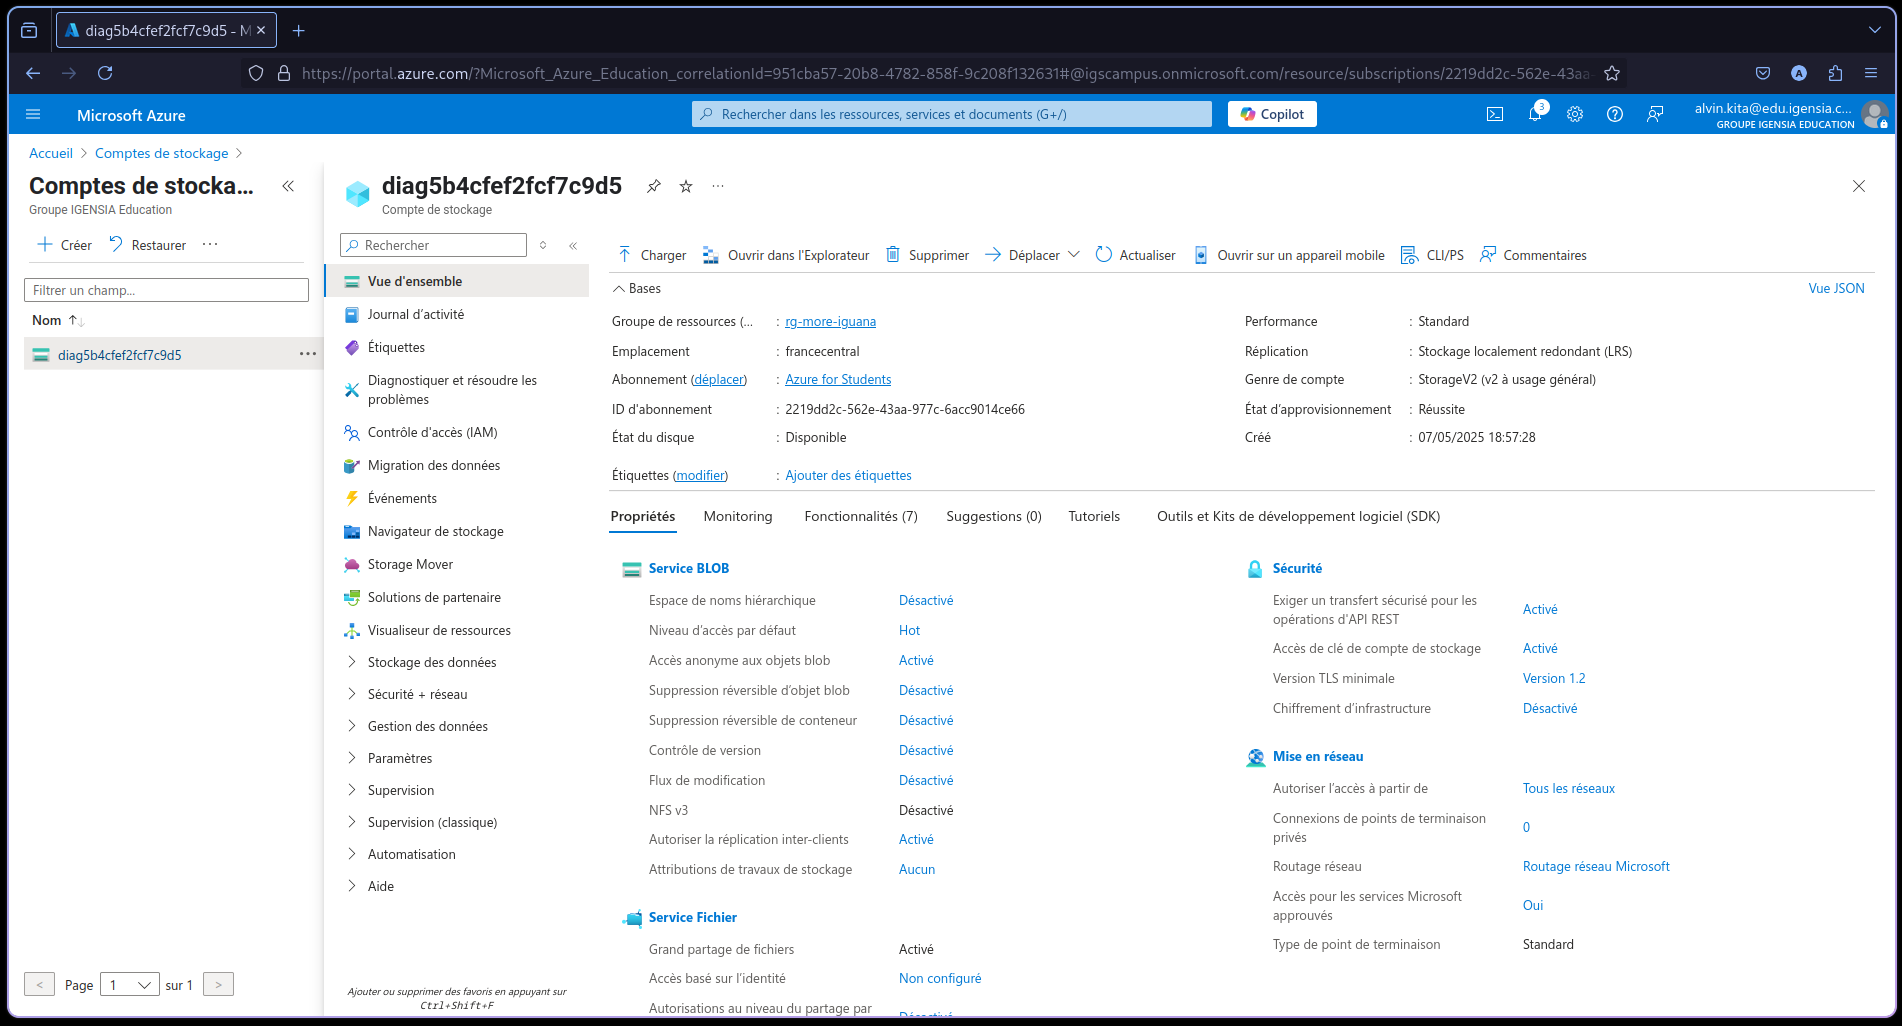 diag5b4cfef2fcf7c9d5 - M
https://portal.azure.com/?Microsoft_Azure_Education_correlationId=951cba57-20b8-4782-858f-9c208f132631#@igscampus.onmicrosoft.com/resource/subscriptions/2219dd2c-562e-43aa-
Microsoft Azure
Rechercher dans les ressources, services et documents (G+/)
Copilot
3
alvin.kita@edu.igensia.c...
GROUPE IGENSIA EDUCATION
Accueil > Comptes de stockage >
Comptes de stocka...
Groupe IGENSIA Education
Créer
Restaurer
Filtrer un champ...
Nom
diag5b4cfef2fcf7c9d5
Page 1 sur 1
diag5b4cfef2fcf7c9d5
Compte de stockage
Rechercher
Vue d'ensemble
Journal d’activité
Étiquettes
Diagnostiquer et résoudre les
problèmes
Contrôle d'accès (IAM)
Migration des données
Événements
Navigateur de stockage
Storage Mover
Solutions de partenaire
Visualiseur de ressources
Stockage des données
Sécurité + réseau
Gestion des données
Paramètres
Supervision
Supervision (classique)
Automatisation
Aide
Ajouter ou supprimer des favoris en appuyant sur
Ctrl+Shift+F
Charger
Ouvrir dans l'Explorateur
Supprimer
Déplacer
Actualiser
Ouvrir sur un appareil mobile
CLI/PS
Commentaires
Bases
Vue JSON
Groupe de ressources (... : rg-more-iguana
Emplacement : francecentral
Abonnement (déplacer) : Azure for Students
ID d'abonnement : 2219dd2c-562e-43aa-977c-6acc9014ce66
État du disque : Disponible
Performance : Standard
Réplication : Stockage localement redondant (LRS)
Genre de compte : StorageV2 (v2 à usage général)
État d’approvisionnement : Réussite
Créé : 07/05/2025 18:57:28
Étiquettes (modifier) : Ajouter des étiquettes
Propriétés
Monitoring
Fonctionnalités (7)
Suggestions (0)
Tutoriels
Outils et Kits de développement logiciel (SDK)
Service BLOB
Espace de noms hiérarchique Désactivé
Niveau d’accès par défaut Hot
Accès anonyme aux objets blob Activé
Suppression réversible d’objet blob Désactivé
Suppression réversible de conteneur Désactivé
Contrôle de version Désactivé
Flux de modification Désactivé
NFS v3 Désactivé
Autoriser la réplication inter-clients Activé
Attributions de travaux de stockage Aucun
Service Fichier
Grand partage de fichiers Activé
Accès basé sur l’identité Non configuré
Autorisations au niveau du partage par
Désactivé
Sécurité
Exiger un transfert sécurisé pour les
opérations d'API REST
Activé
Accès de clé de compte de stockage Activé
Version TLS minimale Version 1.2
Chiffrement d’infrastructure Désactivé
Mise en réseau
Autoriser l’accès à partir de Tous les réseaux
Connexions de points de terminaison
privés
0
Routage réseau Routage réseau Microsoft
Accès pour les services Microsoft
approuvés
Oui
Type de point de terminaison Standard